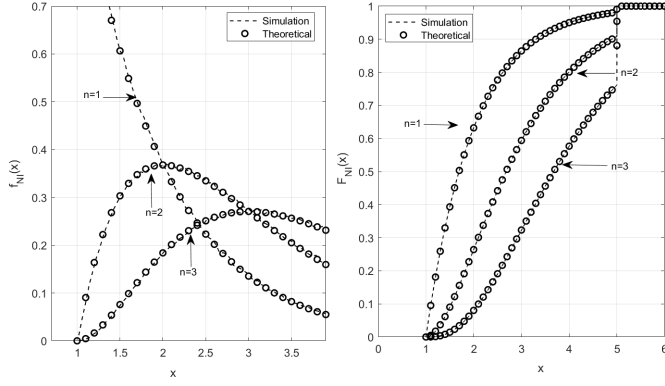 0.7
0.6
0.5
0.4
0.3
0.2
0.1
0
f_NI(x)
1
1.5
2
2.5
3
3.5
x
Simulation
Theoretical
n=1
n=2
n=3
1
0.9
0.8
0.7
0.6
0.5
0.4
0.3
0.2
0.1
0
F_NI(x)
0
1
2
3
4
5
6
x
Simulation
Theoretical
n=1
n=2
n=3